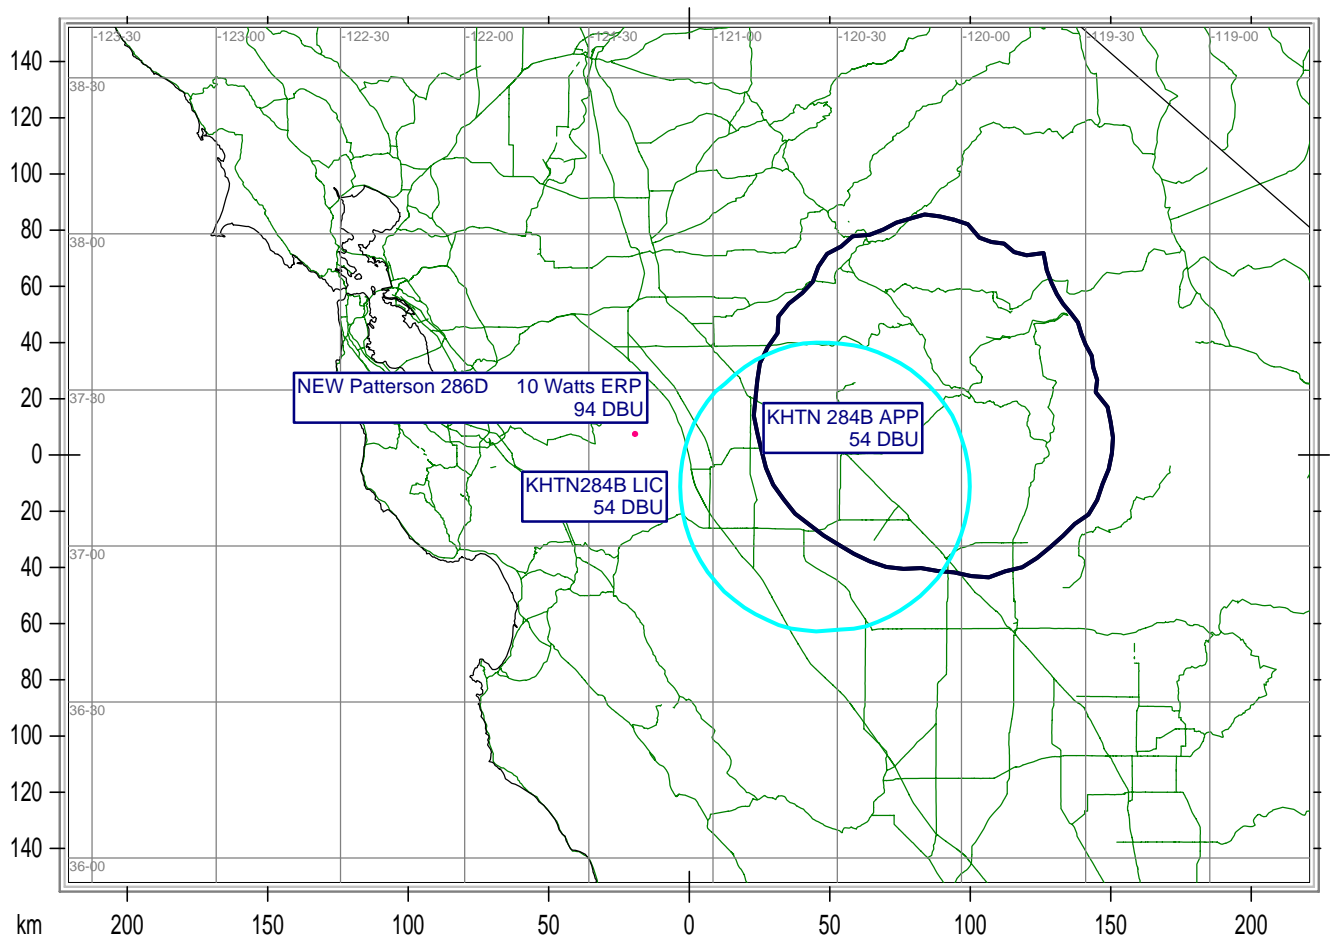 -123-30 -123-00 -122-30 -122-00 -121-30 -121-00 -120-30 -120-00 -119-30 -119-00
140
38-30
120
100
80
38-00
60
40
NEW Patterson 286D 10 Watts ERP
94 DBU
37-30
20
KHTN 284B APP
54 DBU
0
KHTN284B LIC
54 DBU
20
37-00
40
60
80
36-30
100
120
140
36-00
km 200 150 100 50 0 50 100 150 200